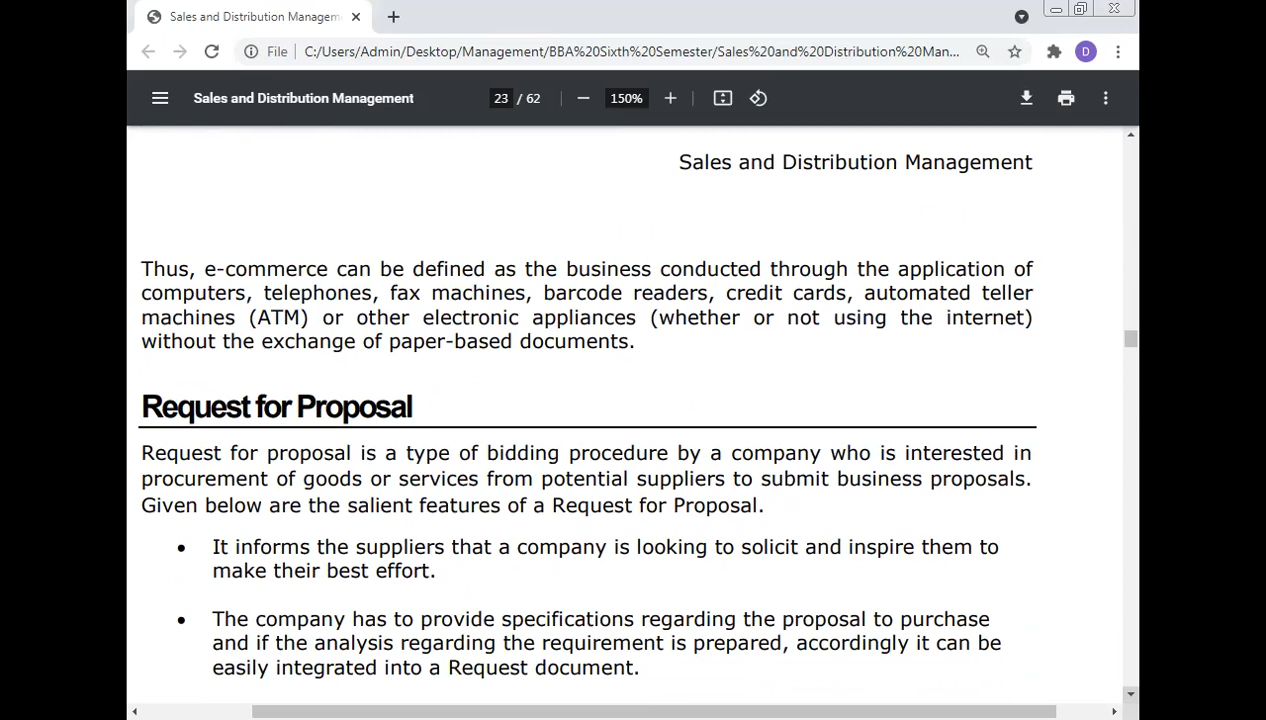 Sales and Distribution Managem
File
C:/Users/Admin/Desktop/Management/BBA%20Sixth%20Semester/Sales%20and%20Distribution%20Man...
D
Sales and Distribution Management
23 / 62
150%
Sales and Distribution Management
Thus, e-commerce can be defined as the business conducted through the application of
computers, telephones, fax machines, barcode readers, credit cards, automated teller
machines (ATM) or other electronic appliances (whether or not using the internet)
without the exchange of paper-based documents.
Request for Proposal
Request for proposal is a type of bidding procedure by a company who is interested in
procurement of goods or services from potential suppliers to submit business proposals.
Given below are the salient features of a Request for Proposal.
• It informs the suppliers that a company is looking to solicit and inspire them to
make their best effort.
• The company has to provide specifications regarding the proposal to purchase
and if the analysis regarding the requirement is prepared, accordingly it can be
easily integrated into a Request document.